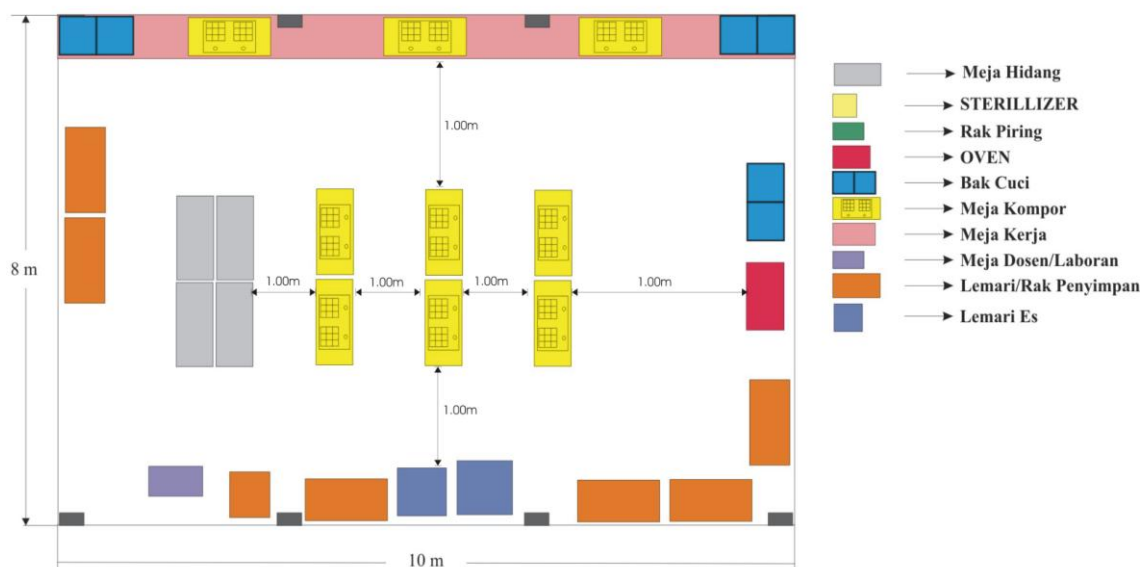 Meja Hidang
STERILLIZER
Rak Piring
OVEN
Bak Cuci
Meja Kompor
Meja Kerja
Meja Dosen/Laboran
Lemari/Rak Penyimpan
Lemari Es
1.00m
8 m
1.00m
1.00m
1.00m
1.00m
1.00m
10 m